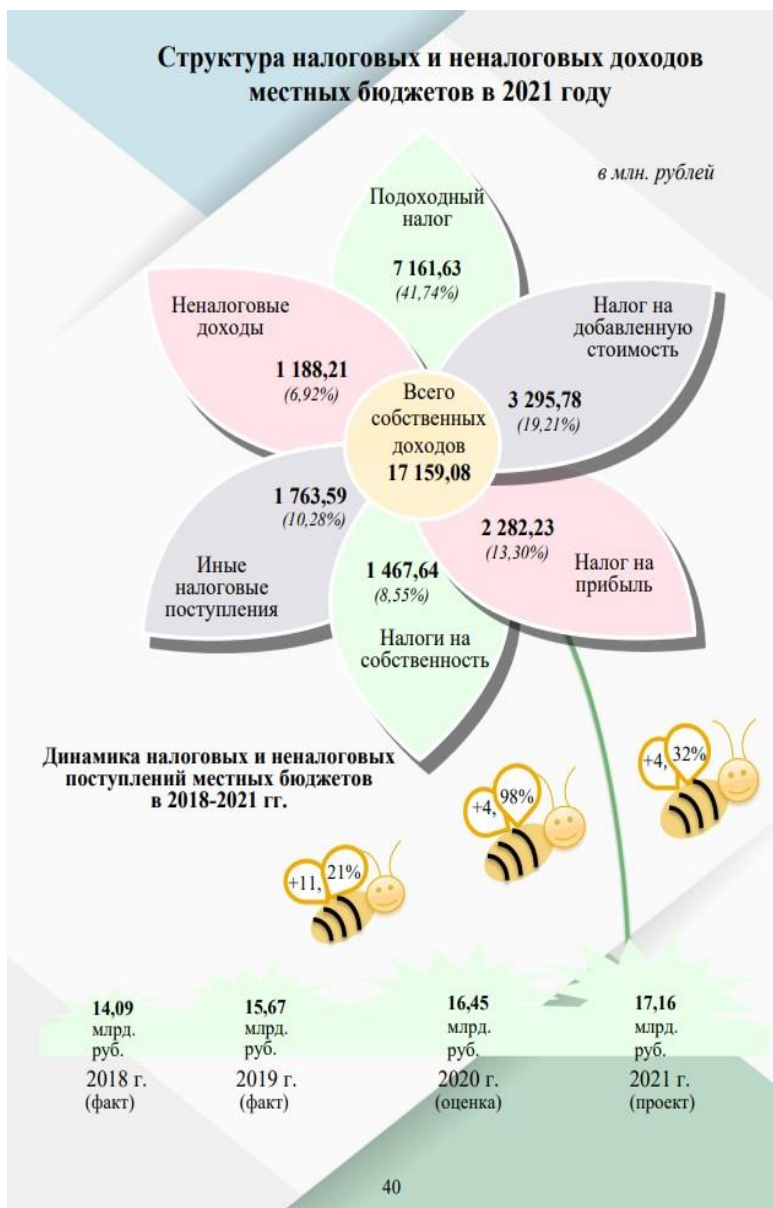 Структура налоговых и неналоговых доходов
местных бюджетов в 2021 году
в млн. рублей
Подоходный
налог
7 161,63
(41,74%)
Неналоговые
доходы
1 188,21
(6,92%)
Налог на
добавленную
стоимость
3 295,78
(19,21%)
Всего
собственных
доходов
17 159,08
1 763,59
(10,28%)
Иные
налоговые
поступления
1 467,64
(8,55%)
Налоги на
собственность
2 282,23
(13,30%)
Налог на
прибыль
Динамика налоговых и неналоговых
поступлений местных бюджетов
в 2018-2021 гг.
+11, 21%
+4, 98%
+4, 32%
14,09
млрд.
руб.
2018 г.
(факт)
15,67
млрд.
руб.
2019 г.
(факт)
16,45
млрд.
руб.
2020 г.
(оценка)
17,16
млрд.
руб.
2021 г.
(проект)
40